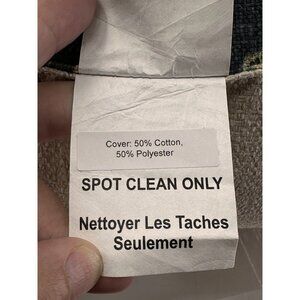 Cover: 50% Cotton,
50% Polyester
SPOT CLEAN ONLY
Nettoyer Les Taches
Seulement